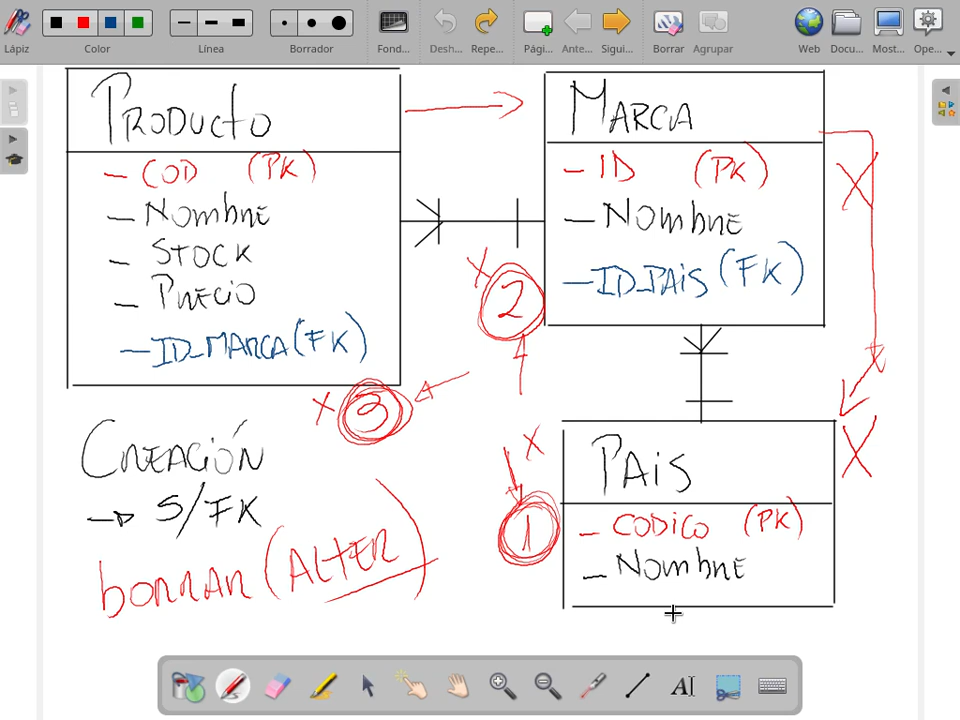 Lápiz
Color
Línea
Borrador
Fond...
Desh...
Repe...
Pági...
Ante...
Sigui...
Borrar
Agrupar
Web
Docu...
Most...
Ope...
PRODUCTO
- COD (PK)
- Nombre
- STOCK
- Precio
- ID_MARCA (FK)
MARCA
- ID (PK)
- Nombre
- ID_PAIS (FK)
X
X
2
X
3
X
1
X
PAIS
- CODIGO (PK)
- Nombre
X
CREACIÓN
→ S/FK
borrar (ALTER)
AI